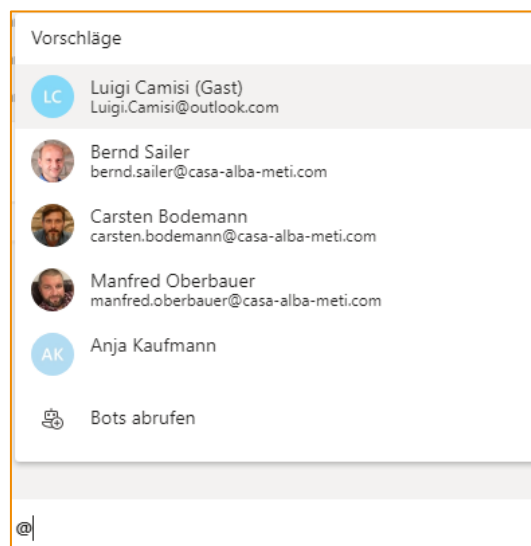 Vorschläge
LC
Luigi Camisi (Gast)
Luigi.Camisi@outlook.com
Bernd Sailer
bernd.sailer@casa-alba-meti.com
Carsten Bodemann
carsten.bodemann@casa-alba-meti.com
Manfred Oberbauer
manfred.oberbauer@casa-alba-meti.com
AK
Anja Kaufmann
Bots abrufen
@